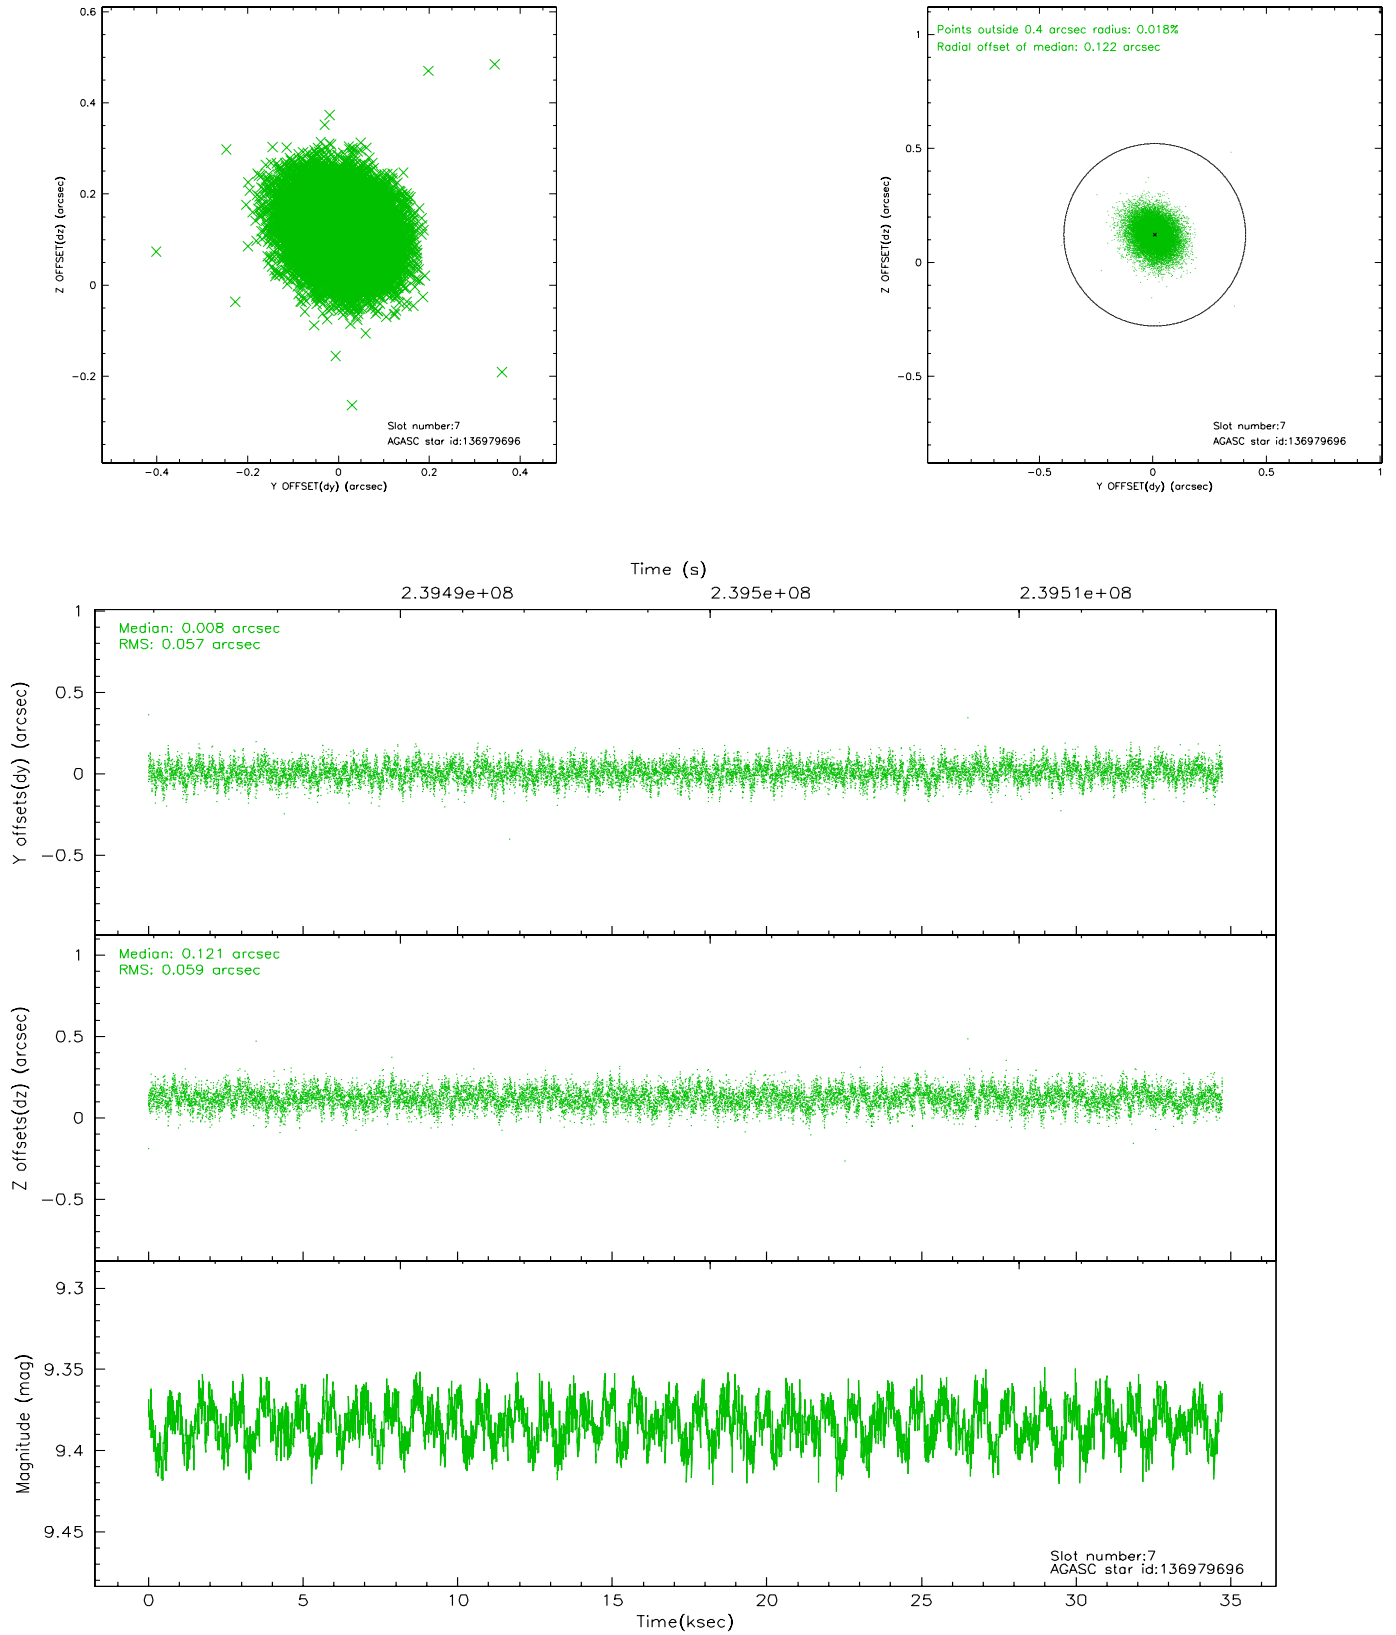 0.6
0.4
0.2
0
−0.2
Z OFFSET(dz) (arcsec)
Slot number:7
AGASC star id:136979696
−0.4 −0.2 0 0.2 0.4
Y OFFSET(dy) (arcsec)
Points outside 0.4 arcsec radius: 0.018%
Radial offset of median: 0.122 arcsec
1
0.5
0
−0.5
Z OFFSET(dz) (arcsec)
Slot number:7
AGASC star id:136979696
−0.5 0 0.5 1
Y OFFSET(dy) (arcsec)
Time (s)
2.3949e+08 2.395e+08 2.3951e+08
Median: 0.008 arcsec
RMS: 0.057 arcsec
1
0.5
0
−0.5
Y offsets(dy) (arcsec)
Median: 0.121 arcsec
RMS: 0.059 arcsec
1
0.5
0
−0.5
Z offsets(dz) (arcsec)
9.3
9.35
9.4
9.45
Magnitude (mag)
Slot number:7
AGASC star id:136979696
0 5 10 15 20 25 30 35
Time(ksec)